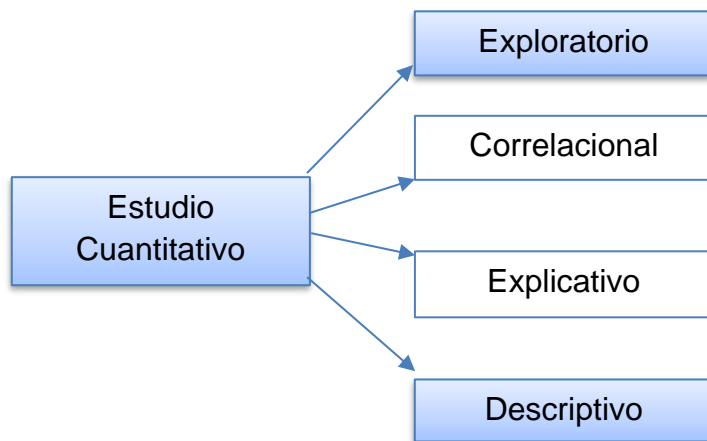 Exploratorio
Correlacional
Estudio
Cuantitativo
Explicativo
Descriptivo